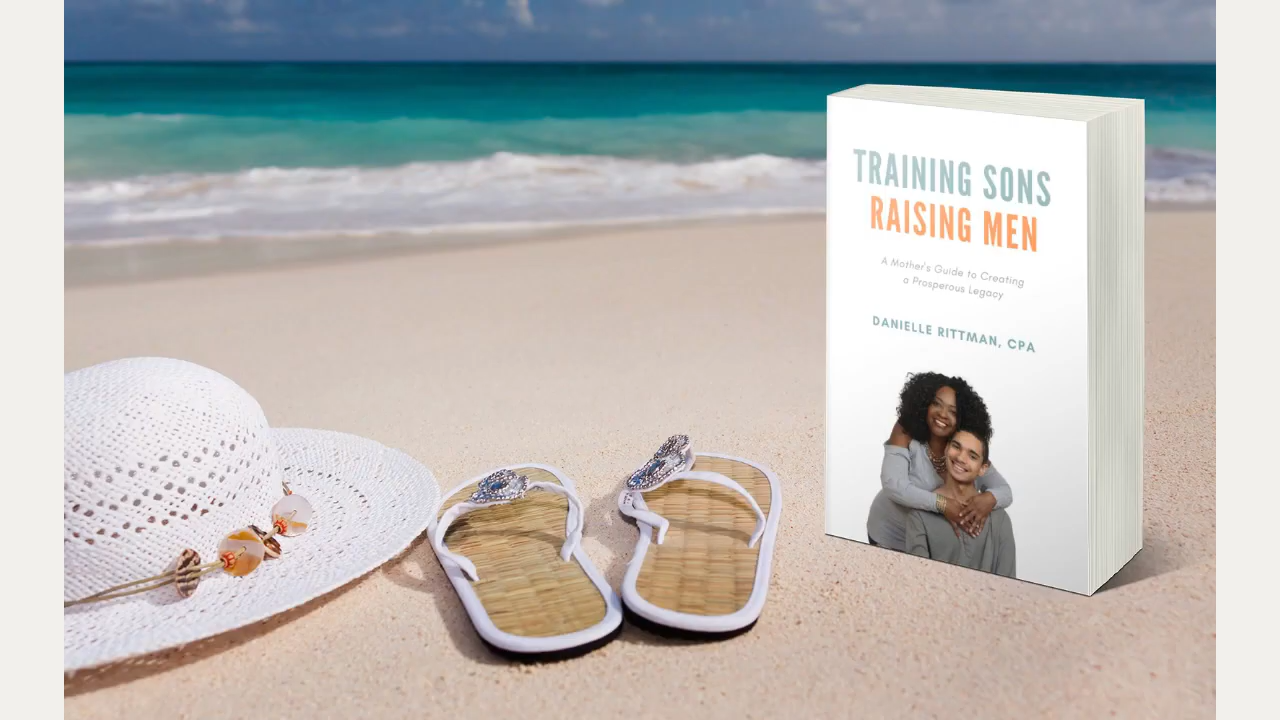 TRAINING SONS
RAISING MEN
A Mother's Guide to Creating
a Prosperous Legacy
DANIELLE RITTMAN, CPA